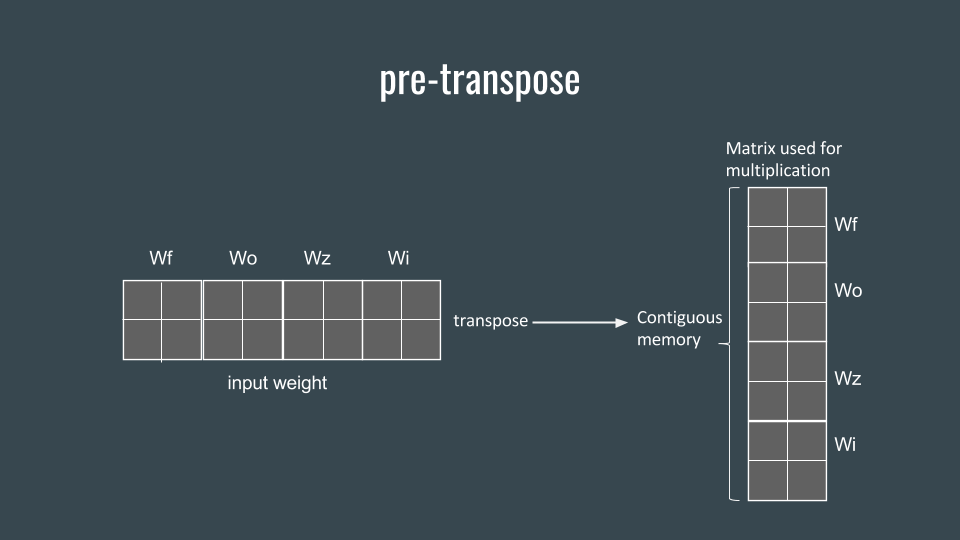 pre-transpose
Matrix used for
multiplication
Wf
Wo
Wz
Wi
Wf
Wo
Wz
Wi
transpose
Contiguous
memory
input weight